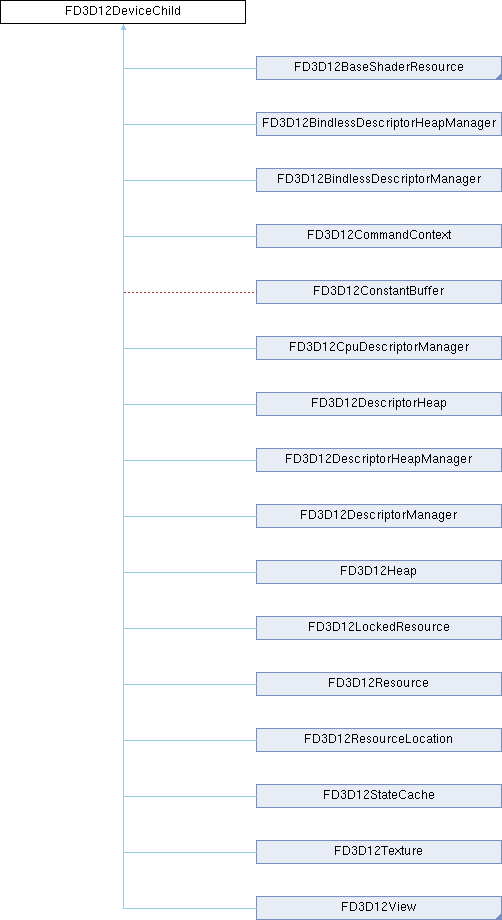 FD3D12DeviceChild
FD3D12BaseShaderResource
FD3D12BindlessDescriptorHeapManager
FD3D12BindlessDescriptorManager
FD3D12CommandContext
FD3D12ConstantBuffer
FD3D12CpuDescriptorManager
FD3D12DescriptorHeap
FD3D12DescriptorHeapManager
FD3D12DescriptorManager
FD3D12Heap
FD3D12LockedResource
FD3D12Resource
FD3D12ResourceLocation
FD3D12StateCache
FD3D12Texture
FD3D12View